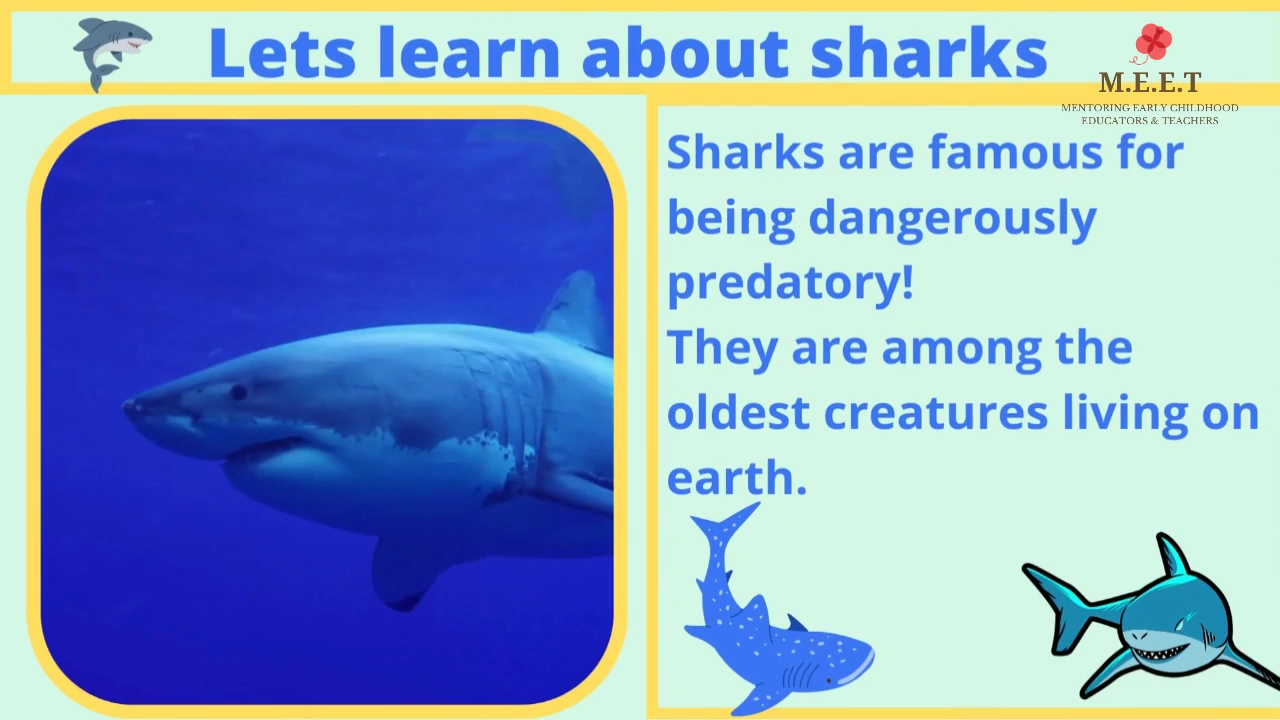 Lets learn about sharks
M.E.E.T
MENTORING EARLY CHILDHOOD
EDUCATORS & TEACHERS
Sharks are famous for
being dangerously
predatory!
They are among the
oldest creatures living on
earth.